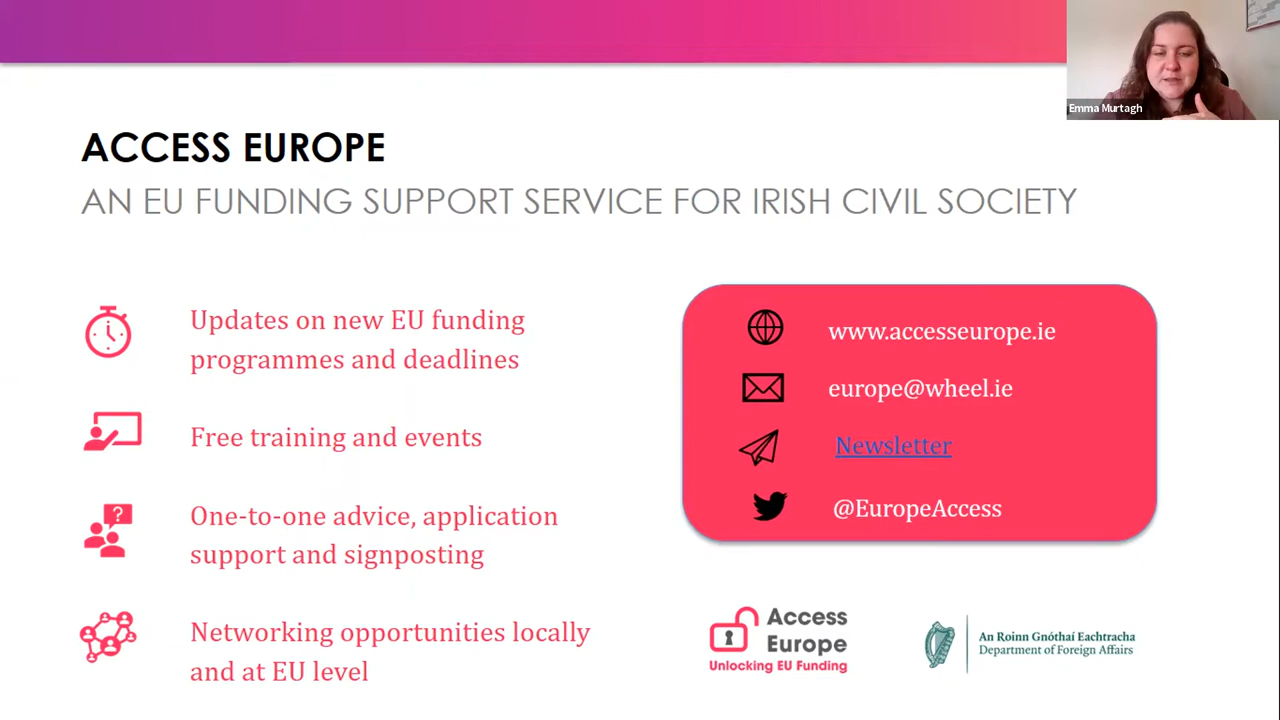 Emma Murtagh
ACCESS EUROPE
AN EU FUNDING SUPPORT SERVICE FOR IRISH CIVIL SOCIETY
Updates on new EU funding
programmes and deadlines
Free training and events
?
One-to-one advice, application
support and signposting
Networking opportunities locally
and at EU level
www.accesseurope.ie
europe@wheel.ie
Newsletter
@EuropeAccess
Access
Europe
Unlocking EU Funding
An Roinn Gnóthaí Eachtracha
Department of Foreign Affairs